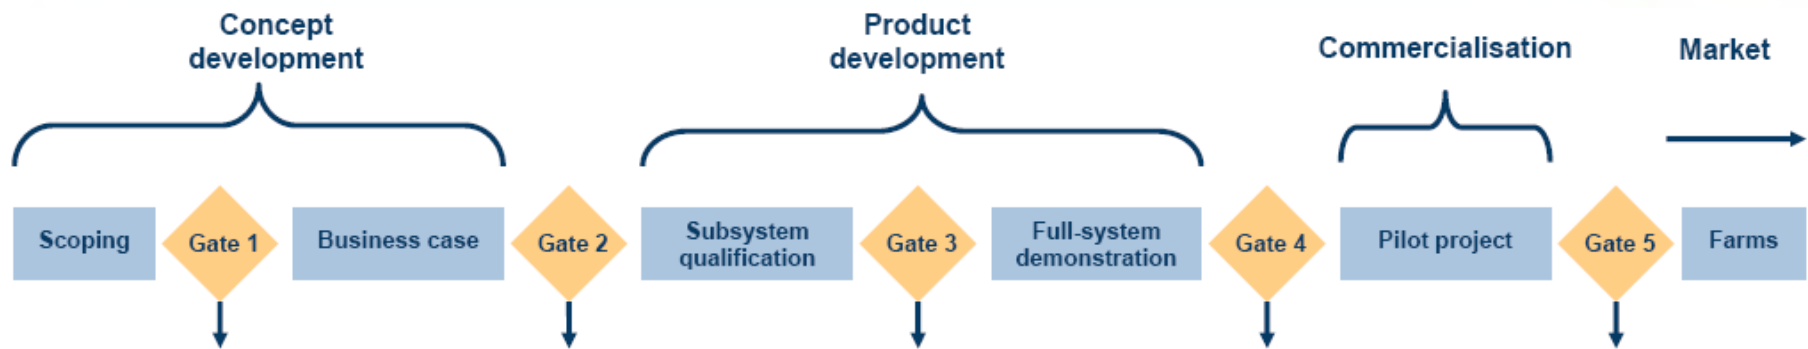 Concept
development
Product
development
Commercialisation
Market
Scoping
Gate 1
Business case
Gate 2
Subsystem
qualification
Gate 3
Full-system
demonstration
Gate 4
Pilot project
Gate 5
Farms